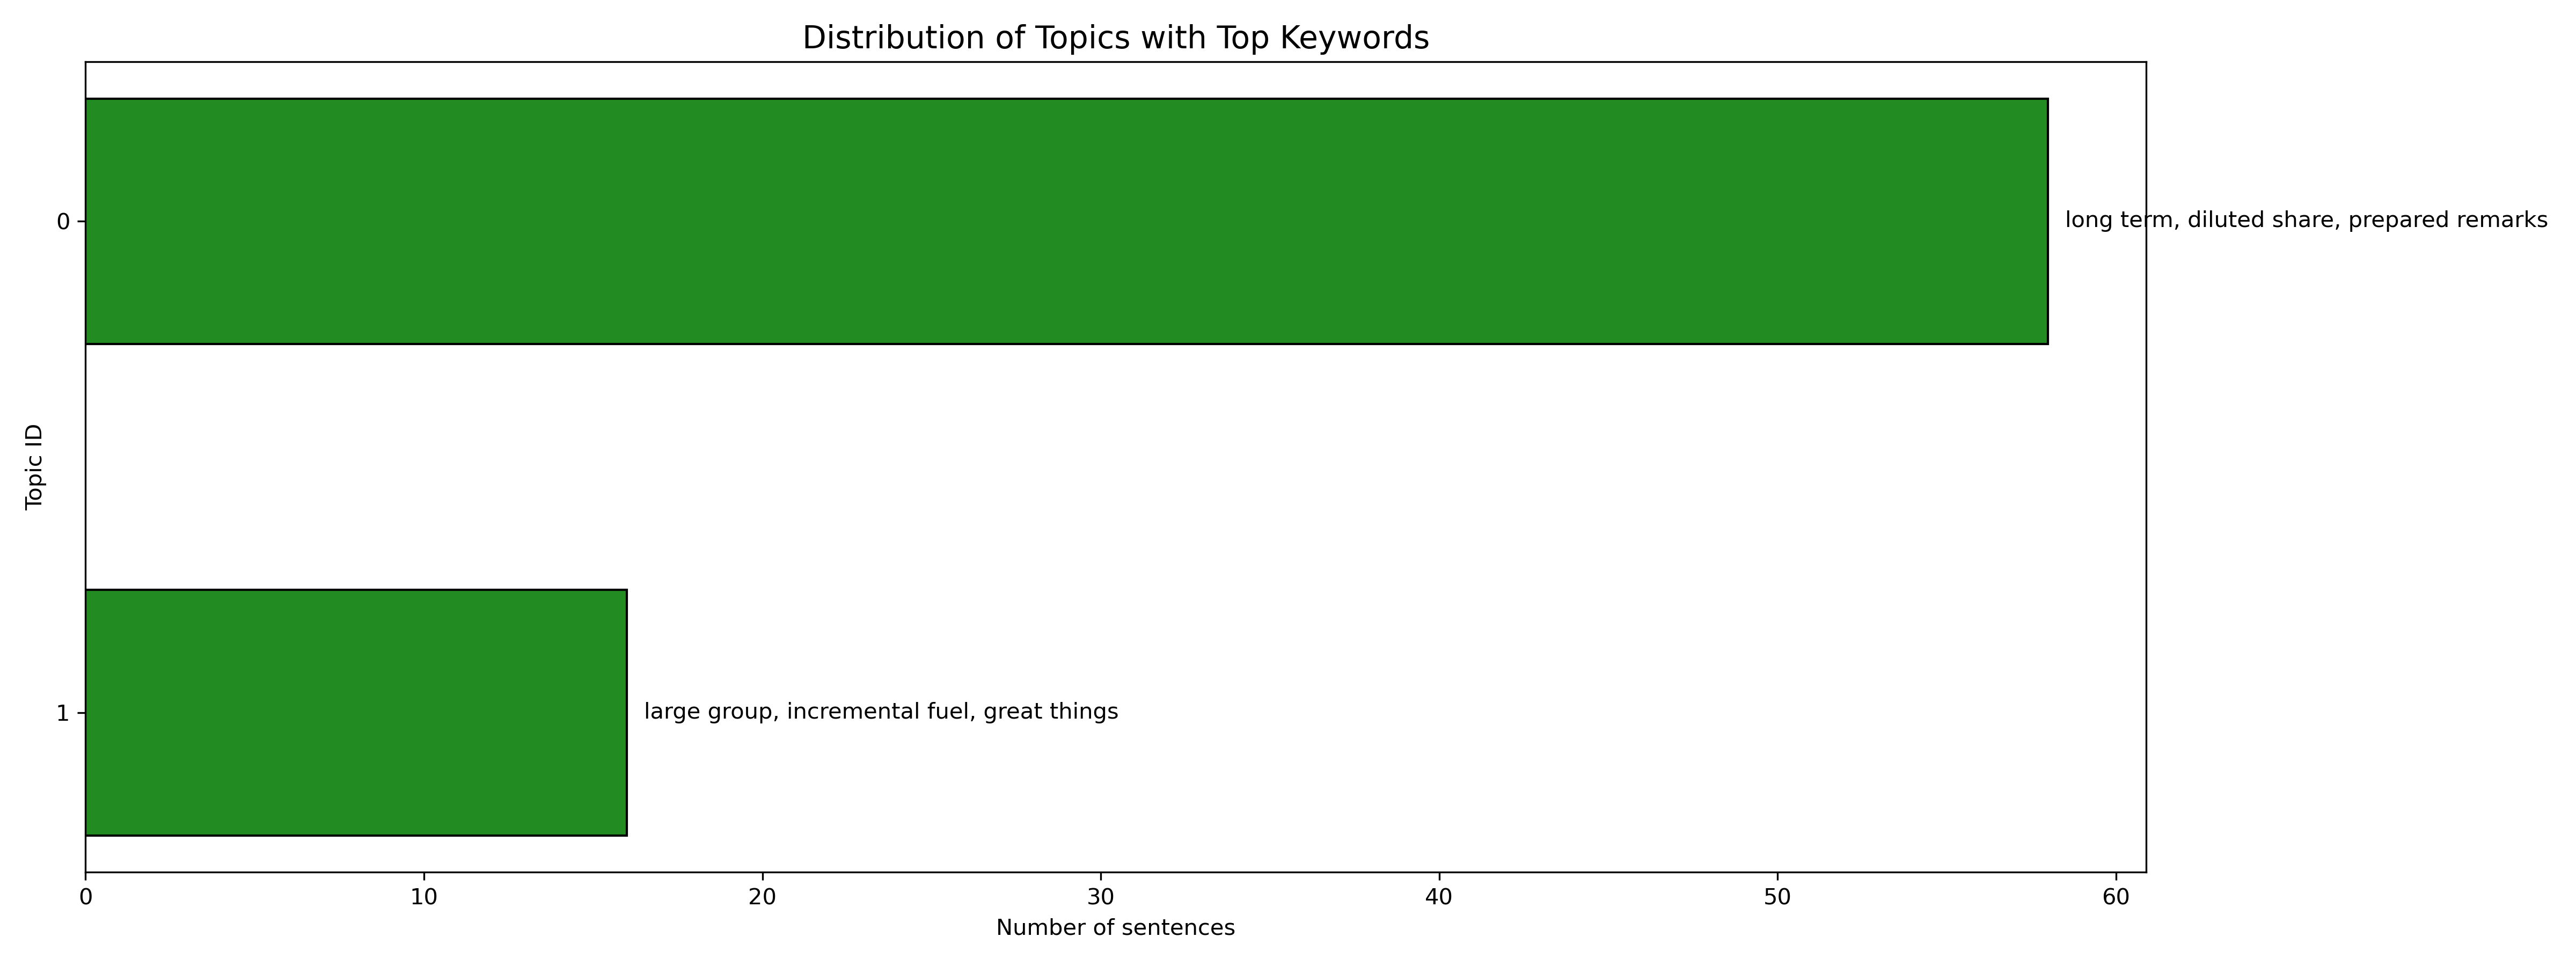 Distribution of Topics with Top Keywords
0
long term, diluted share, prepared remarks
Topic ID
1
large group, incremental fuel, great things
0 10 20 30 40 50 60
Number of sentences